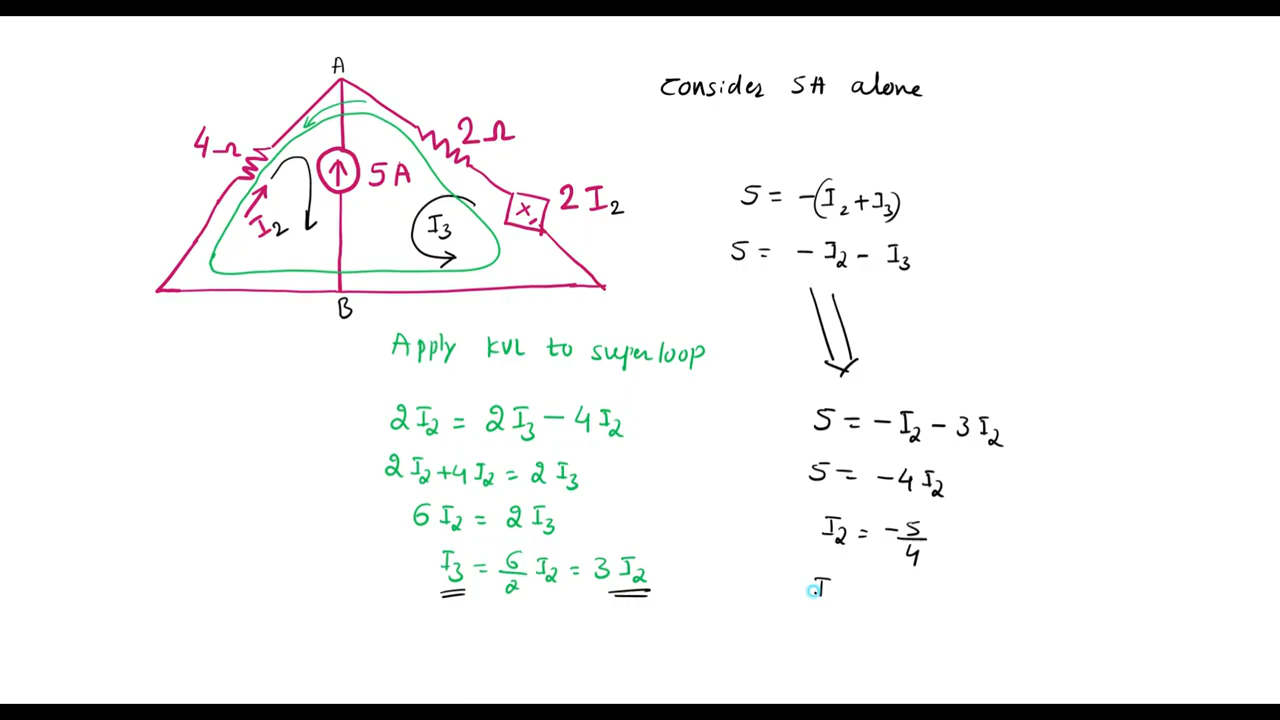 A
Consider 5A alone
4Ω
2Ω
5A
2I₂
I₂
I₃
B
5 = -(I₂+I₃)
5 = - I₂ - I₃
Apply KVL to superloop
2I₂ = 2I₃ - 4I₂
2I₂+4I₂ = 2I₃
6I₂ = 2I₃
I₃ = 6/2 I₂ = 3I₂
5 = -I₂ - 3I₂
5 = -4I₂
I₂ = -5/4
I